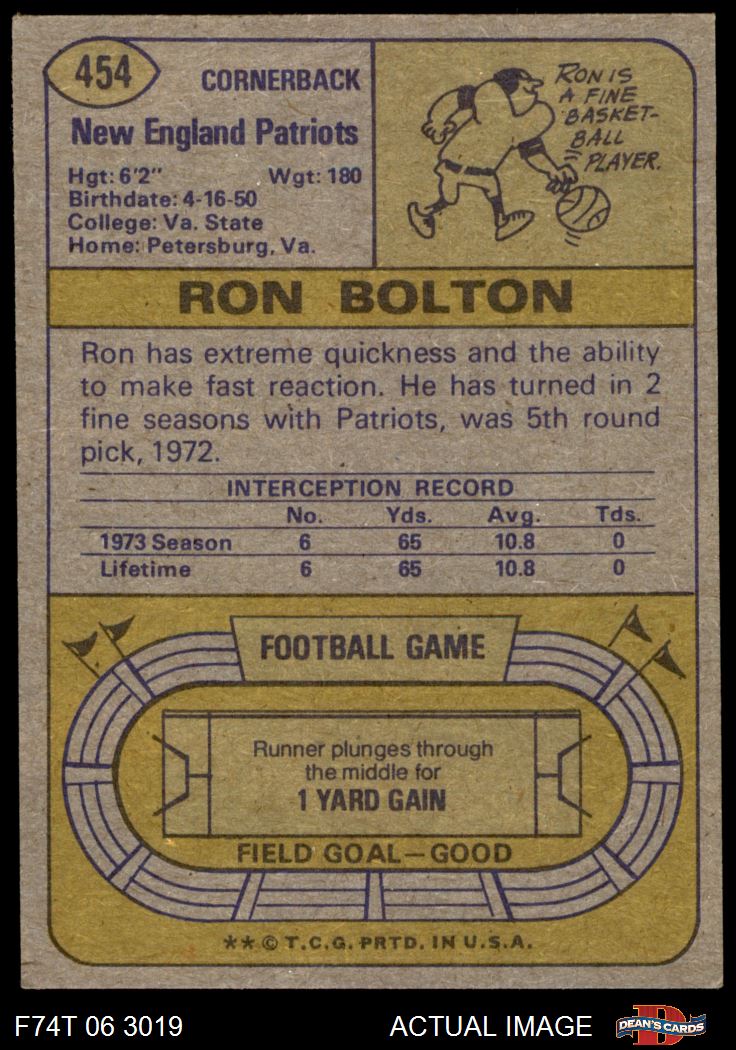 454
CORNERBACK
New England Patriots
Hgt: 6'2" Wgt: 180
Birthdate: 4-16-50
College: Va. State
Home: Petersburg, Va.
RON IS
A FINE
BASKET-
BALL
PLAYER.
RON BOLTON
Ron has extreme quickness and the ability
to make fast reaction. He has turned in 2
fine seasons with Patriots, was 5th round
pick, 1972.
INTERCEPTION RECORD
No. Yds. Avg. Tds.
1973 Season 6 65 10.8 0
Lifetime 6 65 10.8 0
FOOTBALL GAME
Runner plunges through
the middle for
1 YARD GAIN
FIELD GOAL—GOOD
** © T.C.G. PRTD. IN U.S.A.
F74T 06 3019 ACTUAL IMAGE
D
DEAN'S CARDS